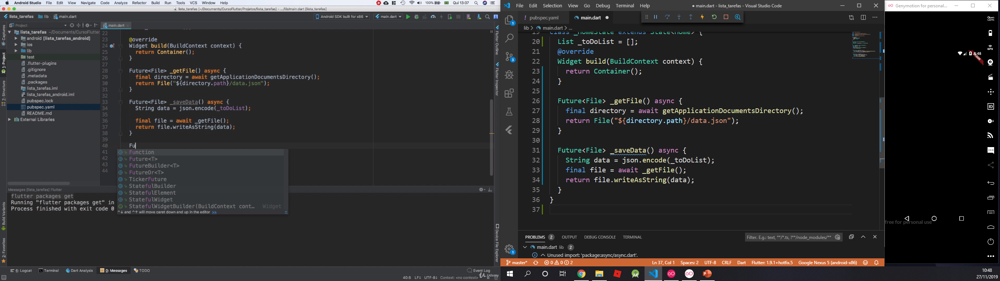 Android Studio File Edit View Navigate Code Analyze Refactor Build Run Tools VCS Window Help
100% Qui 13:07
lista_tarefas [~/Documents/CursoFlutter/Projetos/lista_tarefas] - .../lib/main.dart [lista_tarefas]
lista_tarefas lib main.dart
Android SDK built for x86 main.dart
Project
main.dart
lista_tarefas ~/Documents/CursoFlutter/
android [lista_tarefas_android]
ios
lib
test
.flutter-plugins
.gitignore
.metadata
.packages
lista_tarefas.iml
lista_tarefas_android.iml
pubspec.lock
pubspec.yaml
README.md
External Libraries
Captures
1: Project
Z: Structure
Build Variants
2: Favorites
22
23 @override
24 Widget build(BuildContext context) {
25 return Container();
26 }
27
28 Future<File> _getFile() async {
29 final directory = await getApplicationDocumentsDirectory();
30 return File("${directory.path}/data.json");
31 }
32
33 Future<File> _saveData() async {
34 String data = json.encode(_toDoList);
35
36 final file = await _getFile();
37 return file.writeAsString(data);
38 }
39
40 Fu
41
42
43
44
Function
Future<T>
FutureBuilder<T>
FutureOr<T>
TickerFuture
StatefulBuilder
StatefulElement
StatefulWidget
StatefulWidgetBuilder(BuildContext cont... Widget
^↓ and ^↑ will move caret down and up in the editor >>
Flutter Outline
Flutter Inspector
Device File Explorer
Messages [lista_tarefas] Flutter
flutter packages get
Running "flutter packages get" in
Process finished with exit code 0
6: Logcat Terminal Dart Analysis 0: Messages TODO
Event Log
40:5 LF UTF-8 Context: <no context>
Udemy
File Edit Selection View Go Debug Terminal Help
● main.dart - lista_tarefas - Visual Studio Code
! pubspec.yaml main.dart
lib > main.dart > ...
19 class _HomeState extends State<Home> {
20 List _toDoList = [];
21 @override
22 Widget build(BuildContext context) {
23 return Container();
24 }
25
26 Future<File> _getFile() async {
27 final directory = await getApplicationDocumentsDirectory();
28 return File("${directory.path}/data.json");
29 }
30
31 Future<File> _saveData() async {
32 String data = json.encode(_toDoList);
33 final file = await _getFile();
34 return file.writeAsString(data);
35 }
36 }
37
1
3
1
PROBLEMS 2 OUTPUT DEBUG CONSOLE TERMINAL
Filter. E.g.: text, **/*.ts, !**/node_modules/**
main.dart lib 2
Unused import: 'package:async/async.dart'.
master* 0 0 2
Ln 37, Col 1 Spaces: 2 UTF-8 CRLF Dart Flutter: 1.9.1+hotfix.5 Google Nexus 5 (android-x86)
Genymotion for personal...
Open GAPPS
GPS
ID
8:48
DEBUG
free for personal use
10:48
27/11/2019